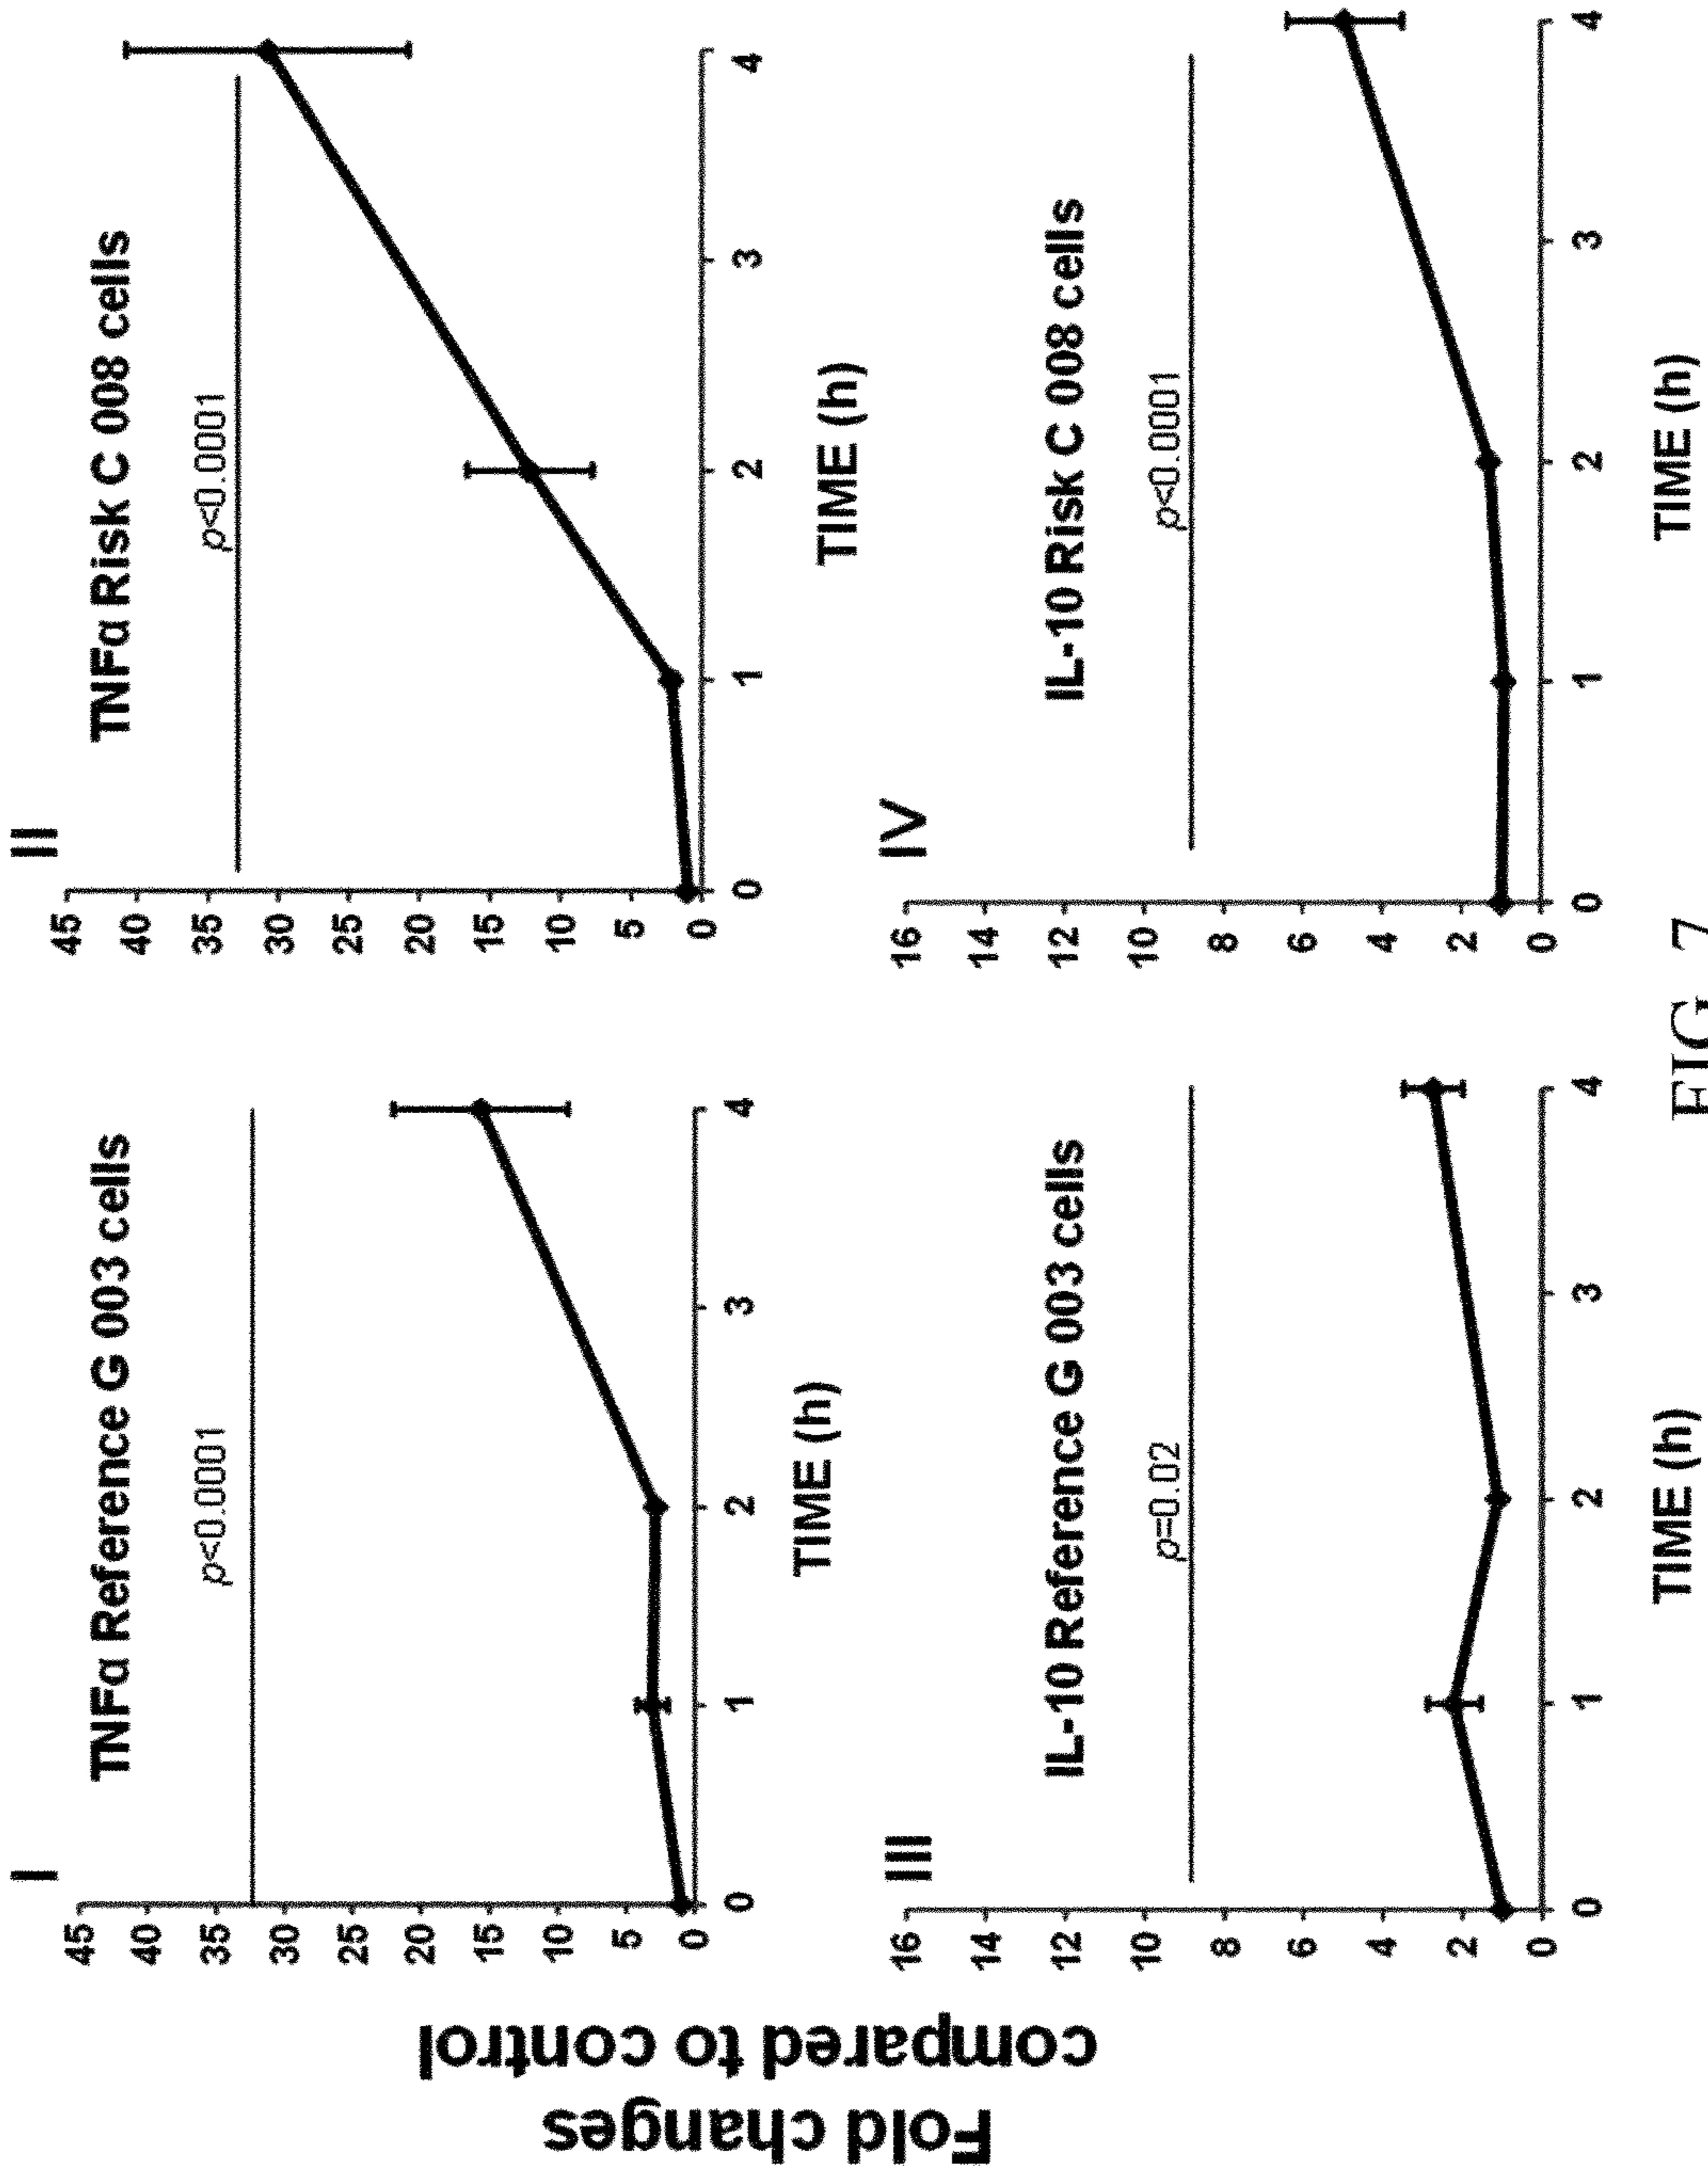 Fold changes
compared to control
I
TNFα Reference G 003 cells
p<0.0001
45
40
35
30
25
20
15
10
5
0
0 1 2 3 4
TIME (h)
II
TNFα Risk C 008 cells
p<0.0001
45
40
35
30
25
20
15
10
5
0
0 1 2 3 4
TIME (h)
III
IL-10 Reference G 003 cells
p=0.02
16
14
12
10
8
6
4
2
0
0 1 2 3 4
TIME (h)
IV
IL-10 Risk C 008 cells
p<0.0001
16
14
12
10
8
6
4
2
0
0 1 2 3 4
TIME (h)
FIG 7